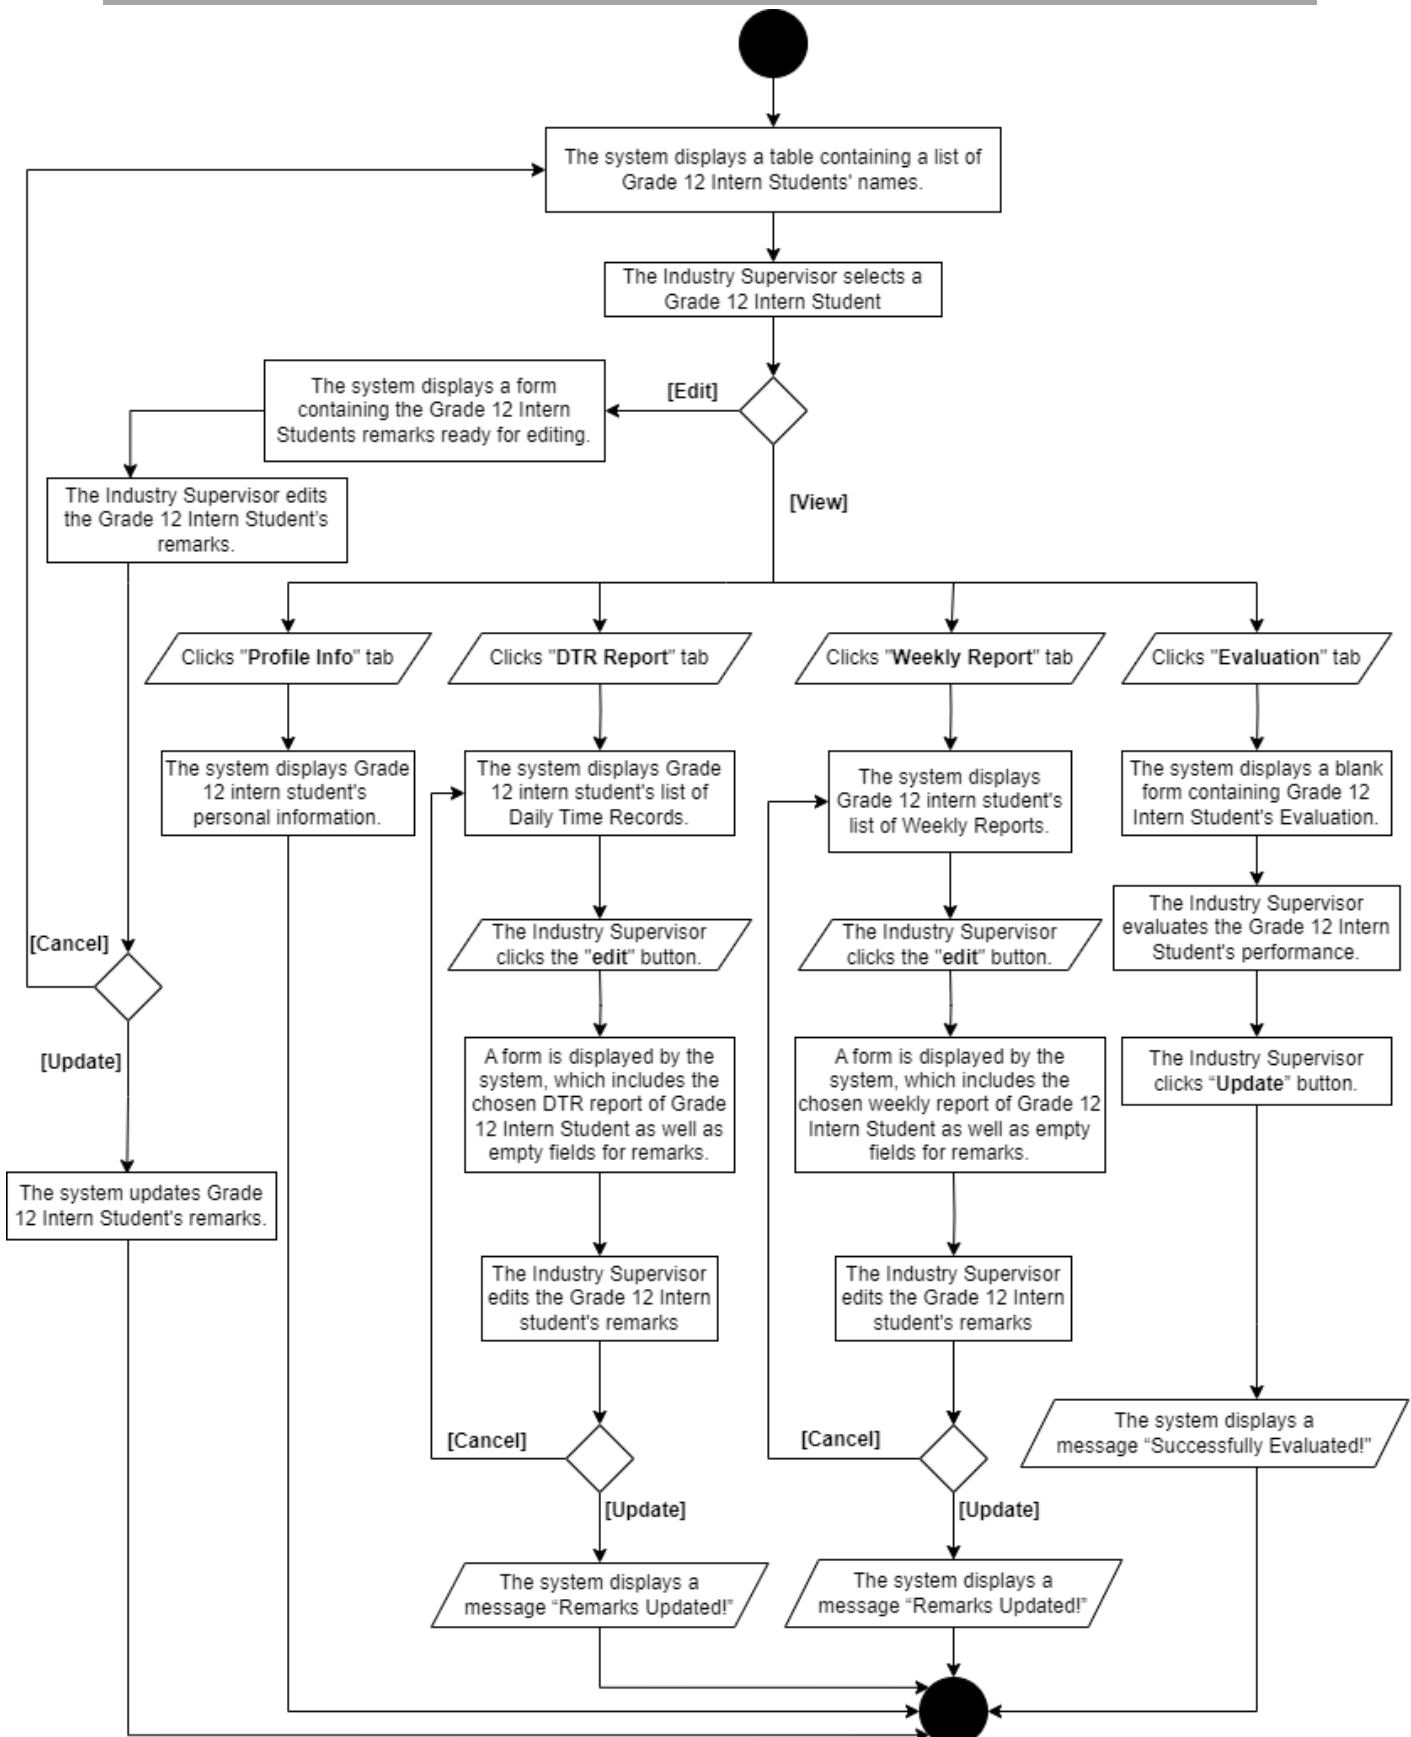 The system displays a table containing a list of
Grade 12 Intern Students' names.
The Industry Supervisor selects a
Grade 12 Intern Student
[Edit]
The system displays a form
containing the Grade 12 Intern
Students remarks ready for editing.
The Industry Supervisor edits
the Grade 12 Intern Student's
remarks.
[View]
Clicks "Profile Info" tab
Clicks "DTR Report" tab
Clicks "Weekly Report" tab
Clicks "Evaluation" tab
The system displays Grade
12 intern student's
personal information.
The system displays Grade
12 intern student's list of
Daily Time Records.
The system displays
Grade 12 intern student's
list of Weekly Reports.
The system displays a blank
form containing Grade 12
Intern Student's Evaluation.
[Cancel]
The Industry Supervisor
clicks the "edit" button.
The Industry Supervisor
clicks the "edit" button.
The Industry Supervisor
evaluates the Grade 12 Intern
Student's performance.
[Update]
A form is displayed by the
system, which includes the
chosen DTR report of Grade
12 Intern Student as well as
empty fields for remarks.
A form is displayed by the
system, which includes the
chosen weekly report of Grade 12
Intern Student as well as empty
fields for remarks.
The Industry Supervisor
clicks “Update” button.
The system updates Grade
12 Intern Student's remarks.
The Industry Supervisor
edits the Grade 12 Intern
student's remarks
The Industry Supervisor
edits the Grade 12 Intern
student's remarks
[Cancel]
[Cancel]
The system displays a
message “Successfully Evaluated!”
[Update]
[Update]
The system displays a
message “Remarks Updated!”
The system displays a
message “Remarks Updated!”